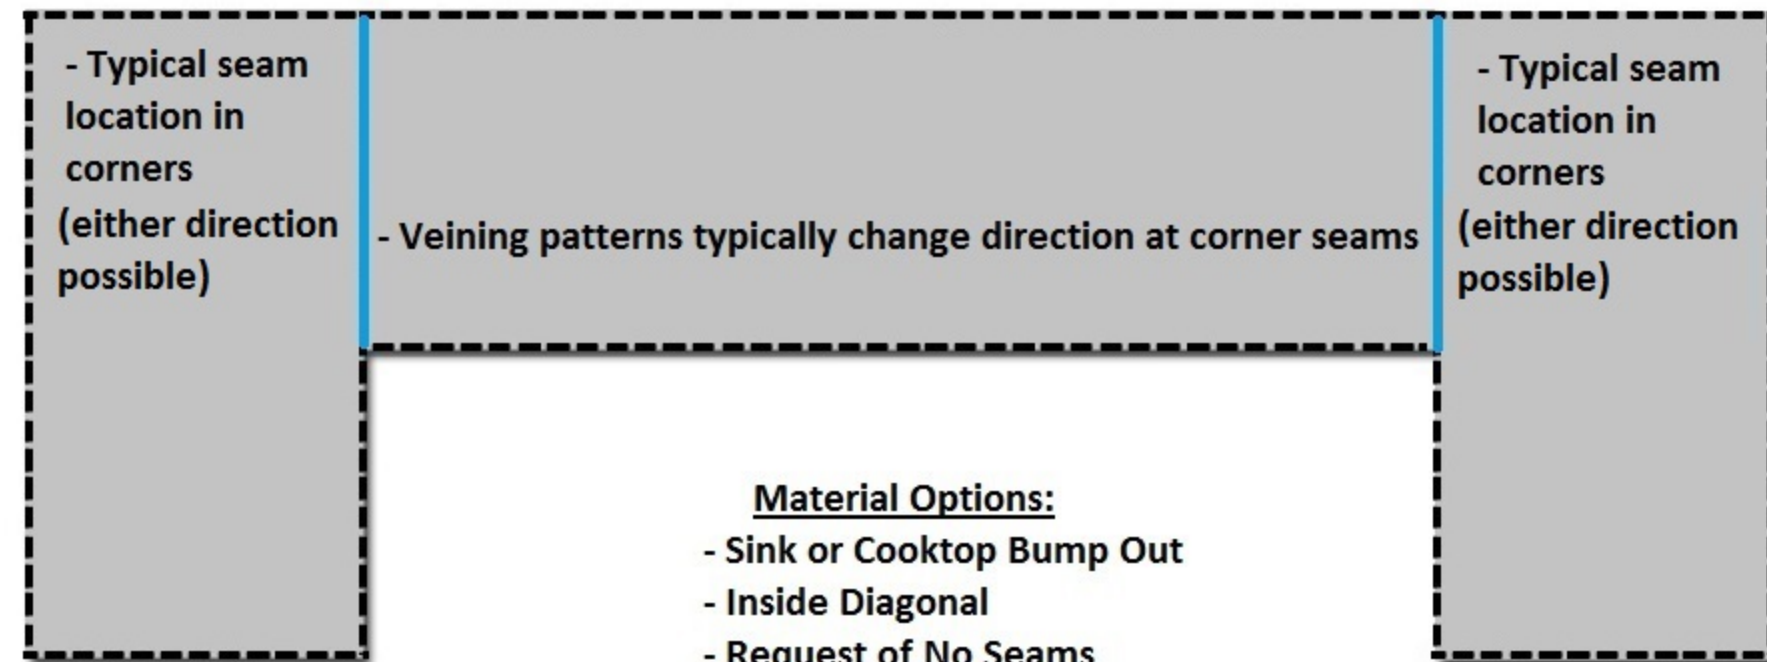 - Typical seam
location in
corners
(either direction
possible)
- Veining patterns typically change direction at corner seams
- Typical seam
location in
corners
(either direction
possible)
Material Options:
- Sink or Cooktop Bump Out
- Inside Diagonal
- Request of No Seams